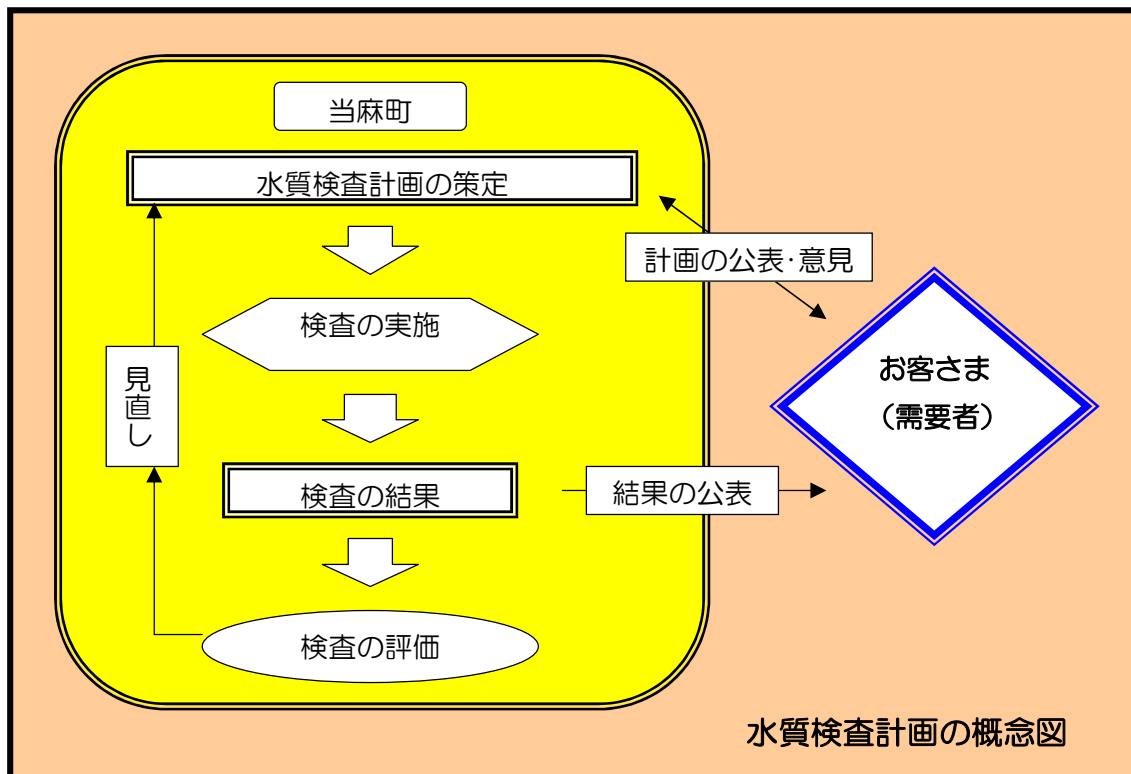 当麻町
水質検査計画の策定
計画の公表・意見
検査の実施
お客さま
（需要者）
見直し
検査の結果
結果の公表
検査の評価
水質検査計画の概念図